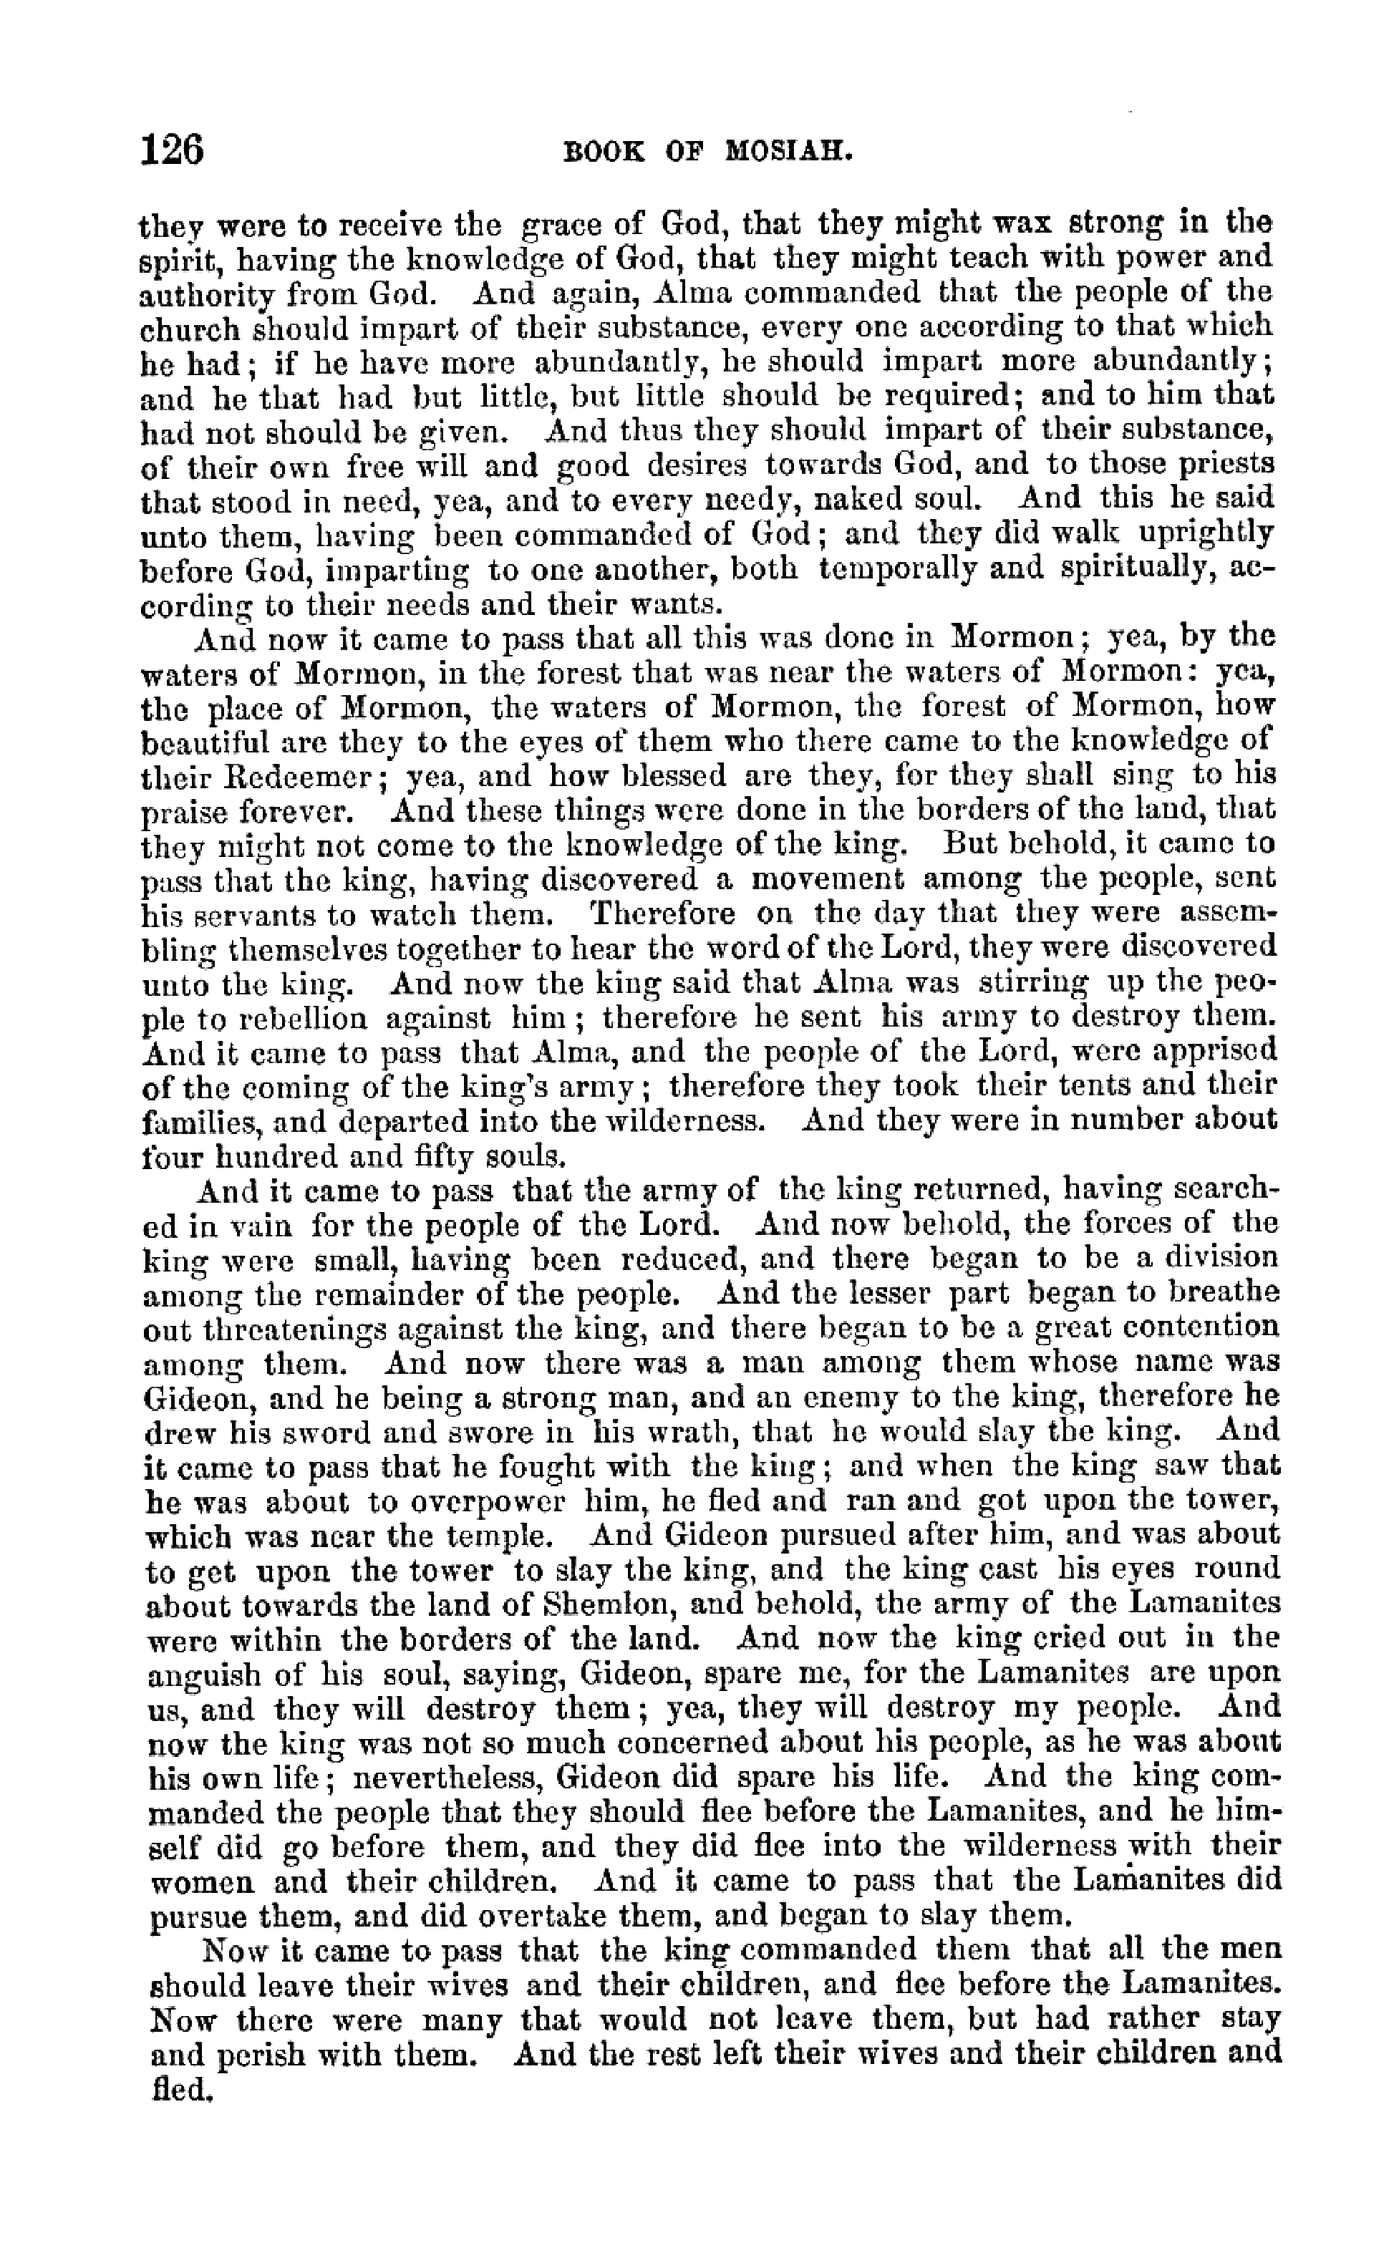 126 BOOK OF MOSIAH.
they were to receive the grace of God, that they might wax strong in the
spirit, having the knowledge of God, that they might teach with power and
authority from God. And again, Alma commanded that the people of the
church should impart of their substance, every one according to that which
he had; if he have more abundantly, he should impart more abundantly;
and he that had but little, but little should be required; and to him that
had not should be given. And thus they should impart of their substance,
of their own free will and good desires towards God, and to those priests
that stood in need, yea, and to every needy, naked soul. And this he said
unto them, having been commanded of God; and they did walk uprightly
before God, imparting to one another, both temporally and spiritually, ac-
cording to their needs and their wants.
And now it came to pass that all this was done in Mormon; yea, by the
waters of Mormon, in the forest that was near the waters of Mormon: yea,
the place of Mormon, the waters of Mormon, the forest of Mormon, how
beautiful are they to the eyes of them who there came to the knowledge of
their Redeemer; yea, and how blessed are they, for they shall sing to his
praise forever. And these things were done in the borders of the land, that
they might not come to the knowledge of the king. But behold, it came to
pass that the king, having discovered a movement among the people, sent
his servants to watch them. Therefore on the day that they were assem-
bling themselves together to hear the word of the Lord, they were discovered
unto the king. And now the king said that Alma was stirring up the peo-
ple to rebellion against him; therefore he sent his army to destroy them.
And it came to pass that Alma, and the people of the Lord, were apprised
of the coming of the king's army; therefore they took their tents and their
families, and departed into the wilderness. And they were in number about
four hundred and fifty souls.
And it came to pass that the army of the king returned, having search-
ed in vain for the people of the Lord. And now behold, the forces of the
king were small, having been reduced, and there began to be a division
among the remainder of the people. And the lesser part began to breathe
out threatenings against the king, and there began to be a great contention
among them. And now there was a man among them whose name was
Gideon, and he being a strong man, and an enemy to the king, therefore he
drew his sword and swore in his wrath, that he would slay the king. And
it came to pass that he fought with the king; and when the king saw that
he was about to overpower him, he fled and ran and got upon the tower,
which was near the temple. And Gideon pursued after him, and was about
to get upon the tower to slay the king, and the king cast his eyes round
about towards the land of Shemlon, and behold, the army of the Lamanites
were within the borders of the land. And now the king cried out in the
anguish of his soul, saying, Gideon, spare me, for the Lamanites are upon
us, and they will destroy them; yea, they will destroy my people. And
now the king was not so much concerned about his people, as he was about
his own life; nevertheless, Gideon did spare his life. And the king com-
manded the people that they should flee before the Lamanites, and he him-
self did go before them, and they did flee into the wilderness with their
women and their children. And it came to pass that the Lamanites did
pursue them, and did overtake them, and began to slay them.
Now it came to pass that the king commanded them that all the men
should leave their wives and their children, and flee before the Lamanites.
Now there were many that would not leave them, but had rather stay
and perish with them. And the rest left their wives and their children and
fled.